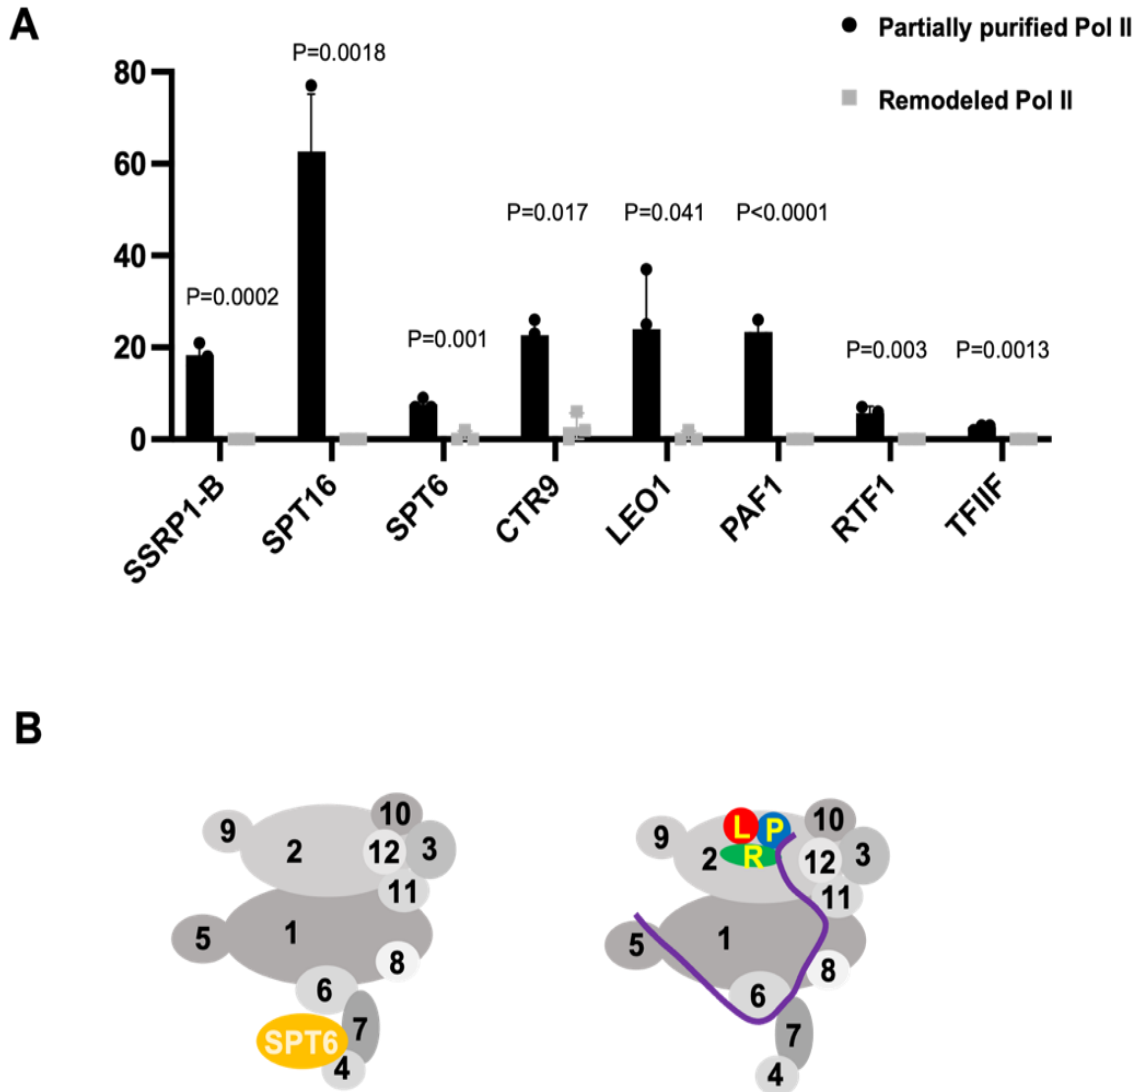 A
Partially purified Pol II
Remodeled Pol II
P=0.0018
80
60
P=0.017 P=0.041 P<0.0001
40
P=0.0002
P=0.001
P=0.003 P=0.0013
20
0
SSRP1-B SPT16 SPT6 CTR9 LEO1 PAF1 RTF1 TFIIF
B
9 2 10 12 3 11
5 1 8
6
SPT6 7
4
9 2 L P R 10 12 3 11
5 1 8
6
7
4